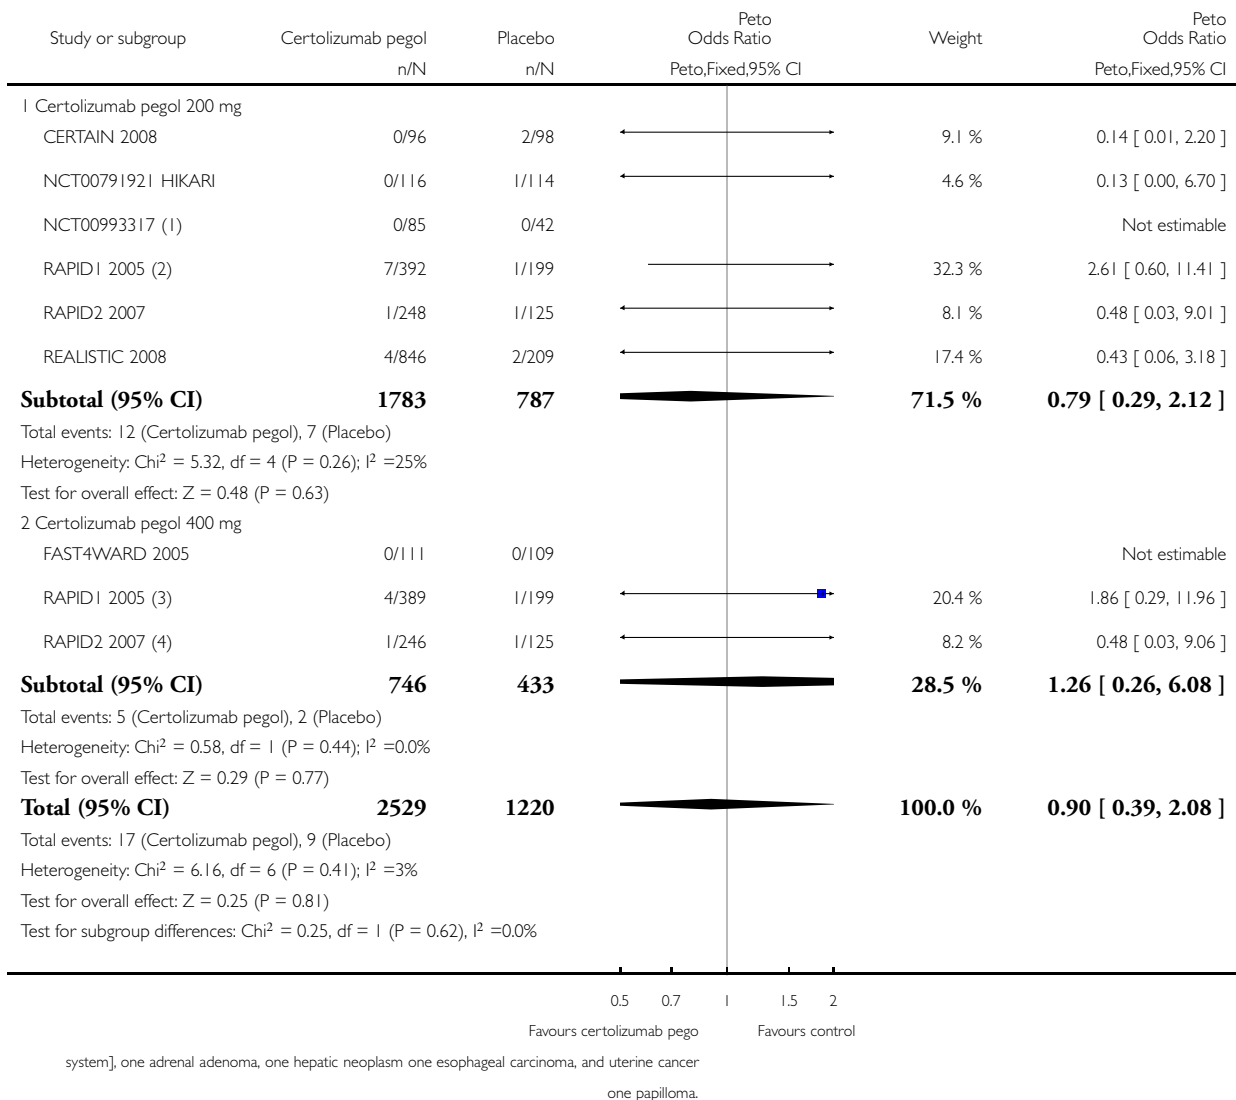 Peto Peto
Study or subgroup Certolizumab pegol Placebo Odds Ratio Weight Odds Ratio
n/N n/N Peto,Fixed,95% CI Peto,Fixed,95% CI
1 Certolizumab pegol 200 mg
CERTAIN 2008 0/96 2/98 9.1 % 0.14 [ 0.01, 2.20 ]
NCT00791921 HIKARI 0/116 1/114 4.6 % 0.13 [ 0.00, 6.70 ]
NCT00993317 (1) 0/85 0/42 Not estimable
RAPID1 2005 (2) 7/392 1/199 32.3 % 2.61 [ 0.60, 11.41 ]
RAPID2 2007 1/248 1/125 8.1 % 0.48 [ 0.03, 9.01 ]
REALISTIC 2008 4/846 2/209 17.4 % 0.43 [ 0.06, 3.18 ]
Subtotal (95% CI) 1783 787 71.5 % 0.79 [ 0.29, 2.12 ]
Total events: 12 (Certolizumab pegol), 7 (Placebo)
Heterogeneity: Chi² = 5.32, df = 4 (P = 0.26); I² =25%
Test for overall effect: Z = 0.48 (P = 0.63)
2 Certolizumab pegol 400 mg
FAST4WARD 2005 0/111 0/109 Not estimable
RAPID1 2005 (3) 4/389 1/199 20.4 % 1.86 [ 0.29, 11.96 ]
RAPID2 2007 (4) 1/246 1/125 8.2 % 0.48 [ 0.03, 9.06 ]
Subtotal (95% CI) 746 433 28.5 % 1.26 [ 0.26, 6.08 ]
Total events: 5 (Certolizumab pegol), 2 (Placebo)
Heterogeneity: Chi² = 0.58, df = 1 (P = 0.44); I² =0.0%
Test for overall effect: Z = 0.29 (P = 0.77)
Total (95% CI) 2529 1220 100.0 % 0.90 [ 0.39, 2.08 ]
Total events: 17 (Certolizumab pegol), 9 (Placebo)
Heterogeneity: Chi² = 6.16, df = 6 (P = 0.41); I² =3%
Test for overall effect: Z = 0.25 (P = 0.81)
Test for subgroup differences: Chi² = 0.25, df = 1 (P = 0.62), I² =0.0%
0.5 0.7 1 1.5 2
Favours certolizumab pego Favours control
system], one adrenal adenoma, one hepatic neoplasm one esophageal carcinoma, and uterine cancer
one papilloma.